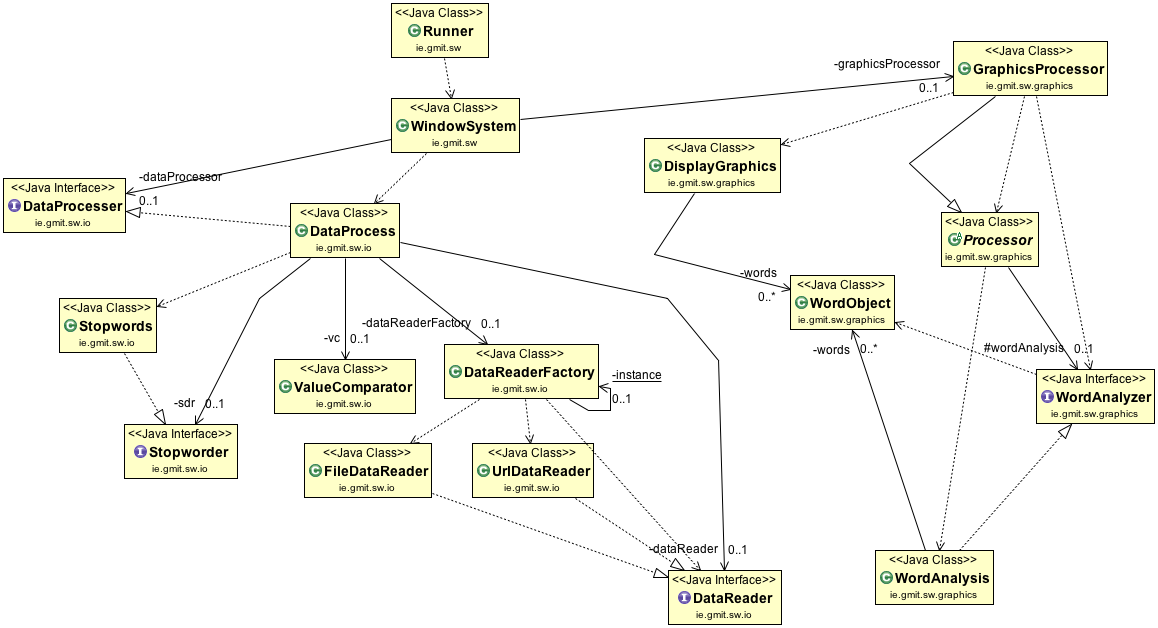 <<Java Class>>
Runner
ie.gmit.sw
<<Java Class>>
GraphicsProcessor
ie.gmit.sw.graphics
-graphicsProcessor
0..1
<<Java Class>>
WindowSystem
ie.gmit.sw
<<Java Class>>
DisplayGraphics
ie.gmit.sw.graphics
-dataProcessor
0..1
<<Java Interface>>
DataProcesser
ie.gmit.sw.io
<<Java Class>>
DataProcess
ie.gmit.sw.io
<<Java Class>>
Processor
ie.gmit.sw.graphics
-words
0..*
<<Java Class>>
WordObject
ie.gmit.sw.graphics
<<Java Class>>
Stopwords
ie.gmit.sw.io
-dataReaderFactory
0..1
-vc
0..1
-words
0..*
#wordAnalysis
0..1
<<Java Class>>
ValueComparator
ie.gmit.sw.io
<<Java Class>>
DataReaderFactory
ie.gmit.sw.io
-instance
0..1
<<Java Interface>>
WordAnalyzer
ie.gmit.sw.graphics
-sdr
0..1
<<Java Interface>>
Stopworder
ie.gmit.sw.io
<<Java Class>>
FileDataReader
ie.gmit.sw.io
<<Java Class>>
UrlDataReader
ie.gmit.sw.io
-dataReader
0..1
<<Java Interface>>
DataReader
ie.gmit.sw.io
<<Java Class>>
WordAnalysis
ie.gmit.sw.graphics